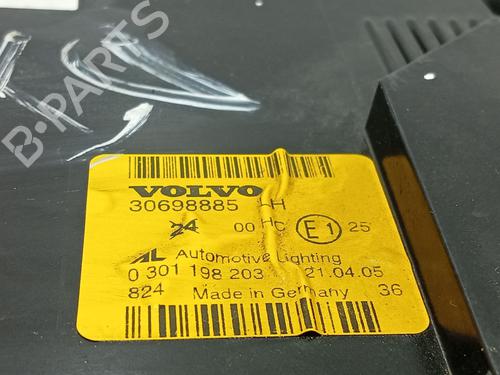 B-PARTS
VOLVO
30698885 LH
24 00 HC E1 25
AL Automotive Lighting
0 301 198 203 21.04.05
824 Made in Germany 36